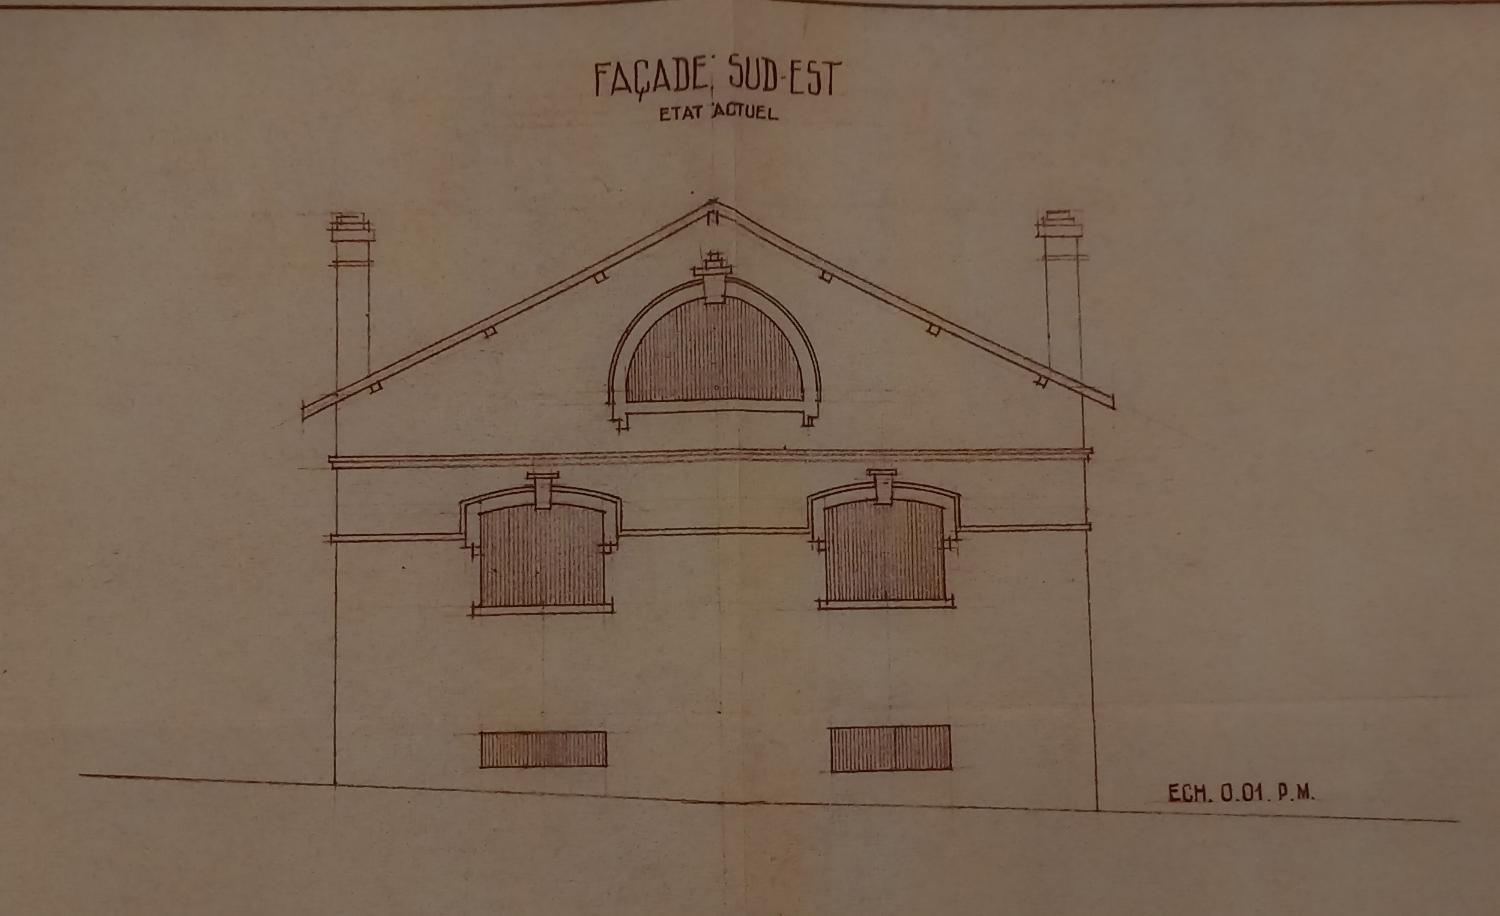 FAÇADE SUD-EST
ETAT ACTUEL
ECH. 0.01. P.M.